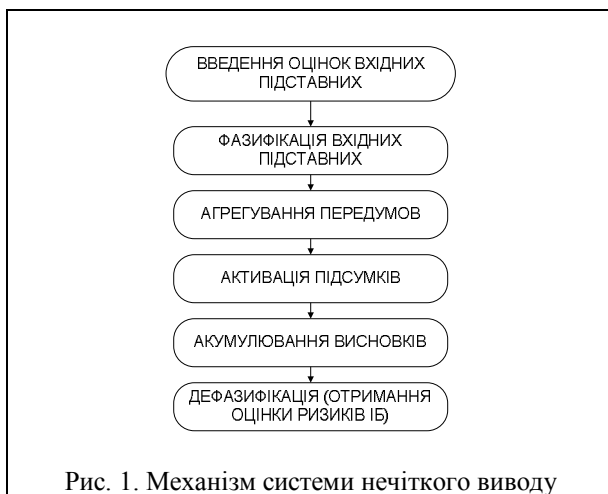 ВВЕДЕННЯ ОЦІНОК ВХІДНИХ
ПІДСТАВНИХ
ФАЗИФІКАЦІЯ ВХІДНИХ
ПІДСТАВНИХ
АГРЕГУВАННЯ ПЕРЕДУМОВ
АКТИВАЦІЯ ПІДСУМКІВ
АКУМУЛЮВАННЯ ВИСНОВКІВ
ДЕФАЗИФІКАЦІЯ (ОТРИМАННЯ
ОЦІНКИ РИЗИКІВ ІБ)
Рис. 1. Механізм системи нечіткого виводу